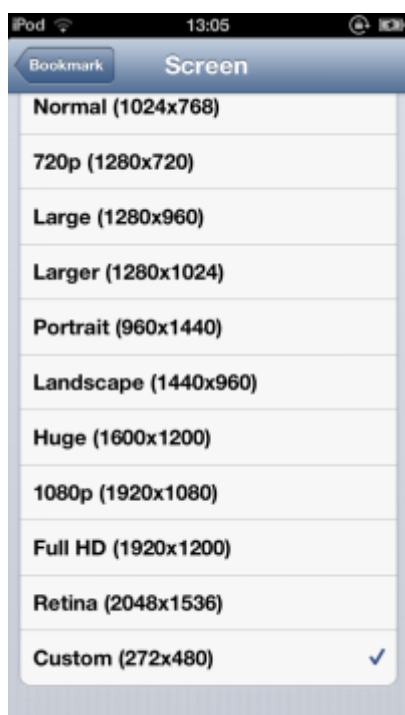 iPod 13:05
Bookmark Screen
Normal (1024x768)
720p (1280x720)
Large (1280x960)
Larger (1280x1024)
Portrait (960x1440)
Landscape (1440x960)
Huge (1600x1200)
1080p (1920x1080)
Full HD (1920x1200)
Retina (2048x1536)
Custom (272x480)